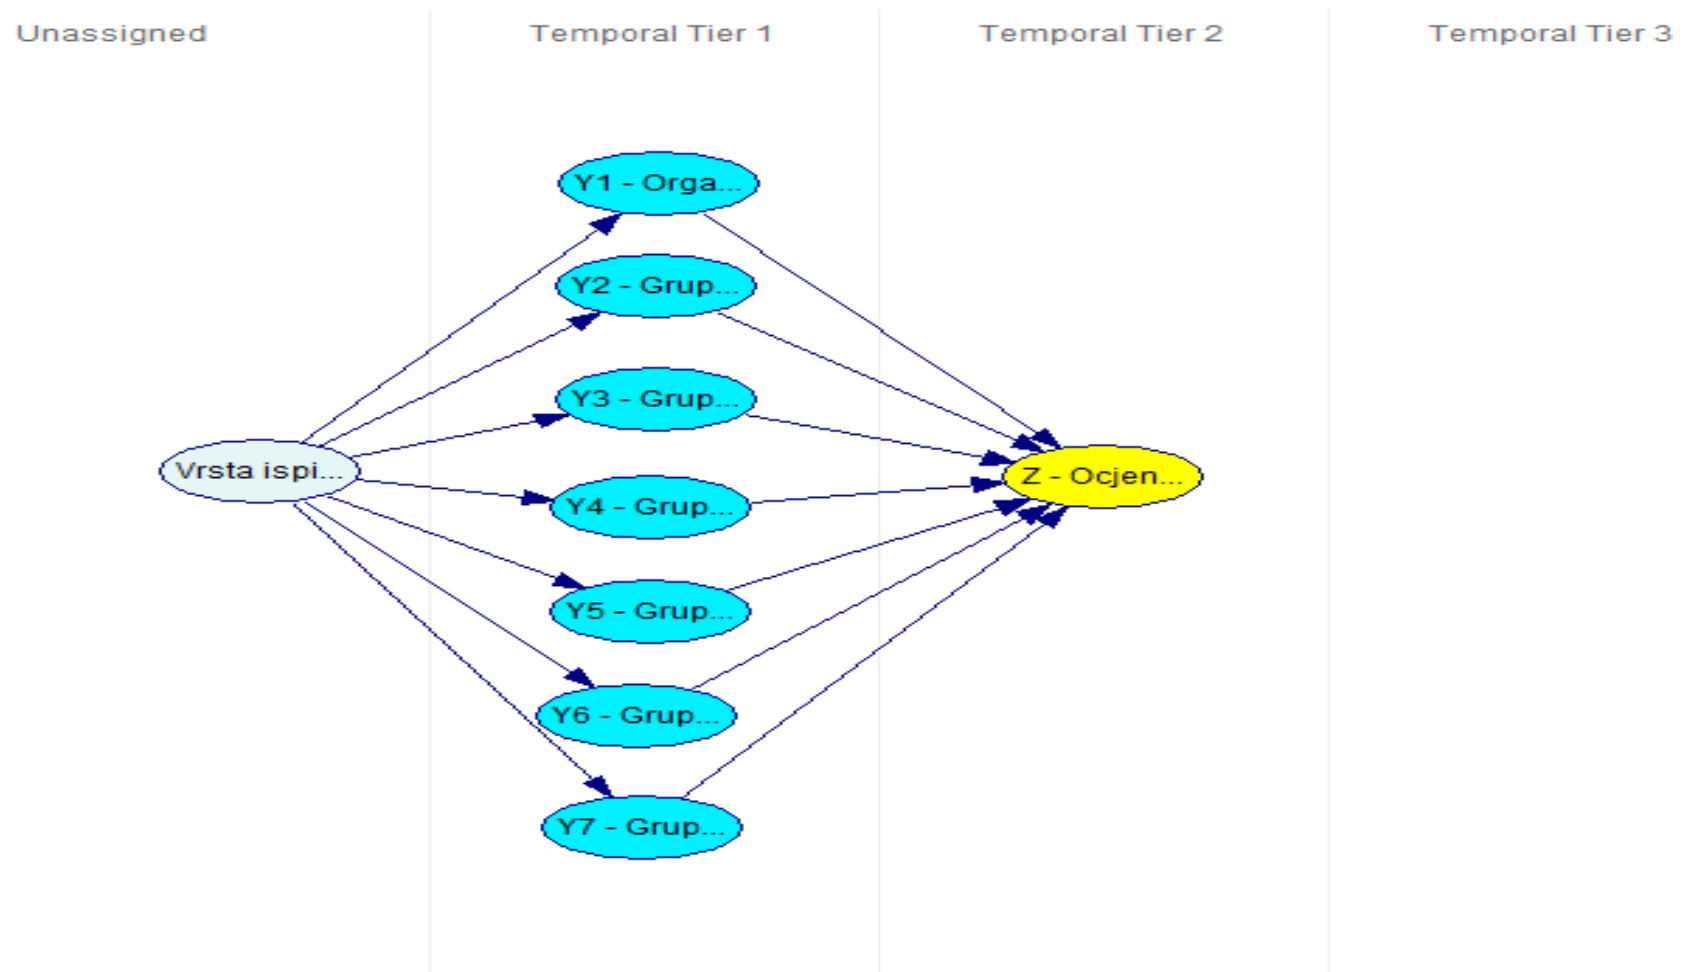 Unassigned
Temporal Tier 1
Temporal Tier 2
Temporal Tier 3
Y1 - Orga...
Y2 - Grup...
Y3 - Grup...
Vrsta ispi...
Z - Ocjen...
Y4 - Grup...
Y5 - Grup...
Y6 - Grup...
Y7 - Grup...